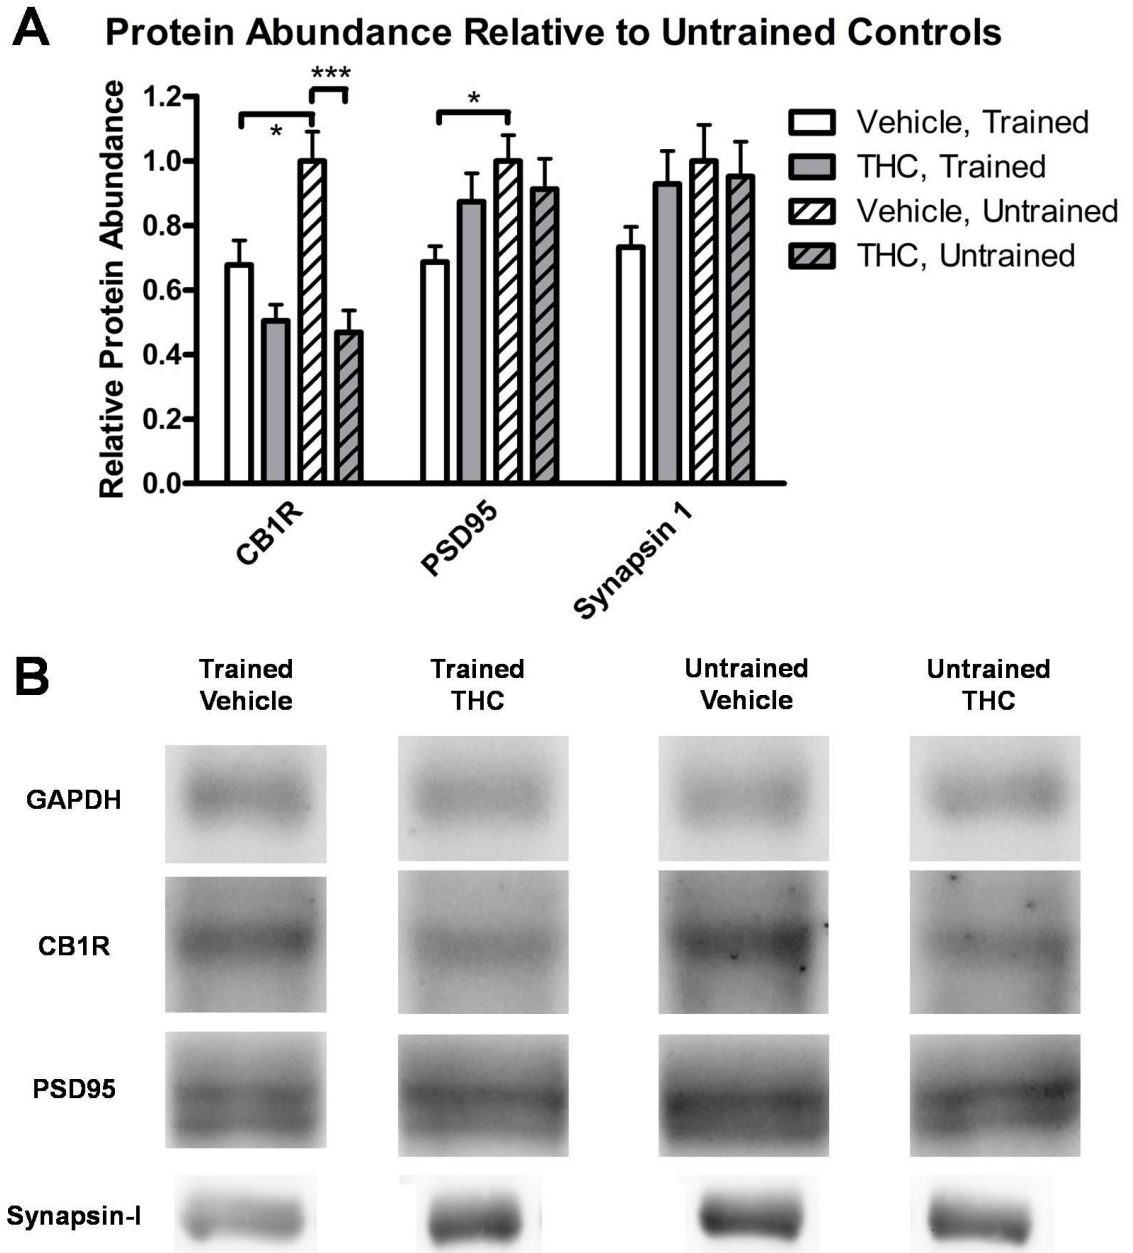 A
Protein Abundance Relative to Untrained Controls
Relative Protein Abundance
1.2
1.0
0.8
0.6
0.4
0.2
0.0
*
***
*
CB1R
PSD95
Synapsin 1
Vehicle, Trained
THC, Trained
Vehicle, Untrained
THC, Untrained
B
Trained
Vehicle
Trained
THC
Untrained
Vehicle
Untrained
THC
GAPDH
CB1R
PSD95
Synapsin-I